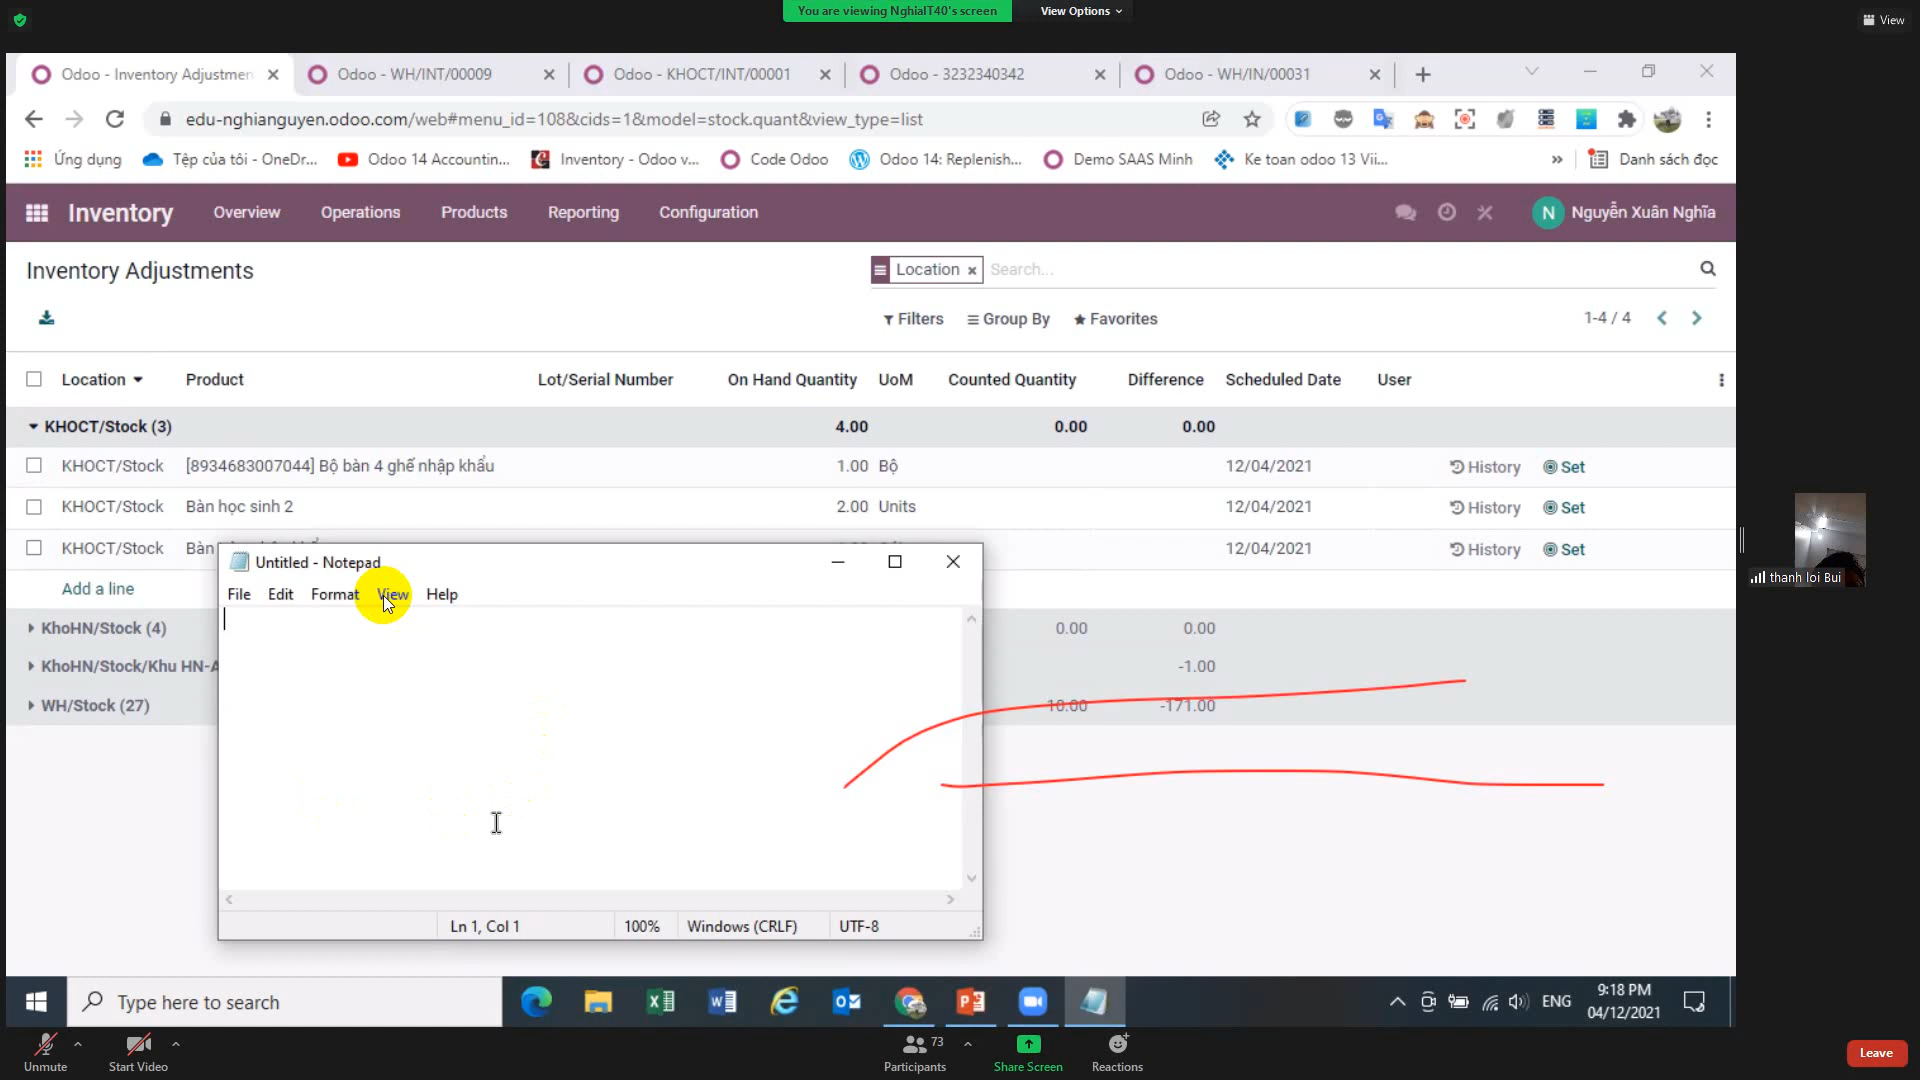 You are viewing NghiaIT40's screen View Options
View
Odoo - Inventory Adjustmen
Odoo - WH/INT/00009
Odoo - KHOCT/INT/00001
Odoo - 3232340342
Odoo - WH/IN/00031
edu-nghianguyen.odoo.com/web#menu_id=108&cids=1&model=stock.quant&view_type=list
Ứng dụng Tệp của tôi - OneDr... Odoo 14 Accountin... Inventory - Odoo v... Code Odoo Odoo 14: Replenish... Demo SAAS Minh Ke toan odoo 13 Vii... » Danh sách đọc
Inventory Overview Operations Products Reporting Configuration N Nguyễn Xuân Nghĩa
Inventory Adjustments Location × Search...
Filters Group By Favorites 1-4 / 4
Location Product Lot/Serial Number On Hand Quantity UoM Counted Quantity Difference Scheduled Date User
KHOCT/Stock (3) 4.00 0.00 0.00
KHOCT/Stock [8934683007044] Bộ bàn 4 ghế nhập khẩu 1.00 Bộ 12/04/2021 History Set
KHOCT/Stock Bàn học sinh 2 2.00 Units 12/04/2021 History Set
KHOCT/Stock Bàn 12/04/2021 History Set
Add a line
KhoHN/Stock (4) 0.00 0.00
KhoHN/Stock/Khu HN-A -1.00
WH/Stock (27) 10.00 -171.00
Untitled - Notepad
File Edit Format View Help
Ln 1, Col 1 100% Windows (CRLF) UTF-8
thanh loi Bui
Type here to search
ENG
9:18 PM
04/12/2021
Unmute Start Video Participants 73 Share Screen Reactions Leave